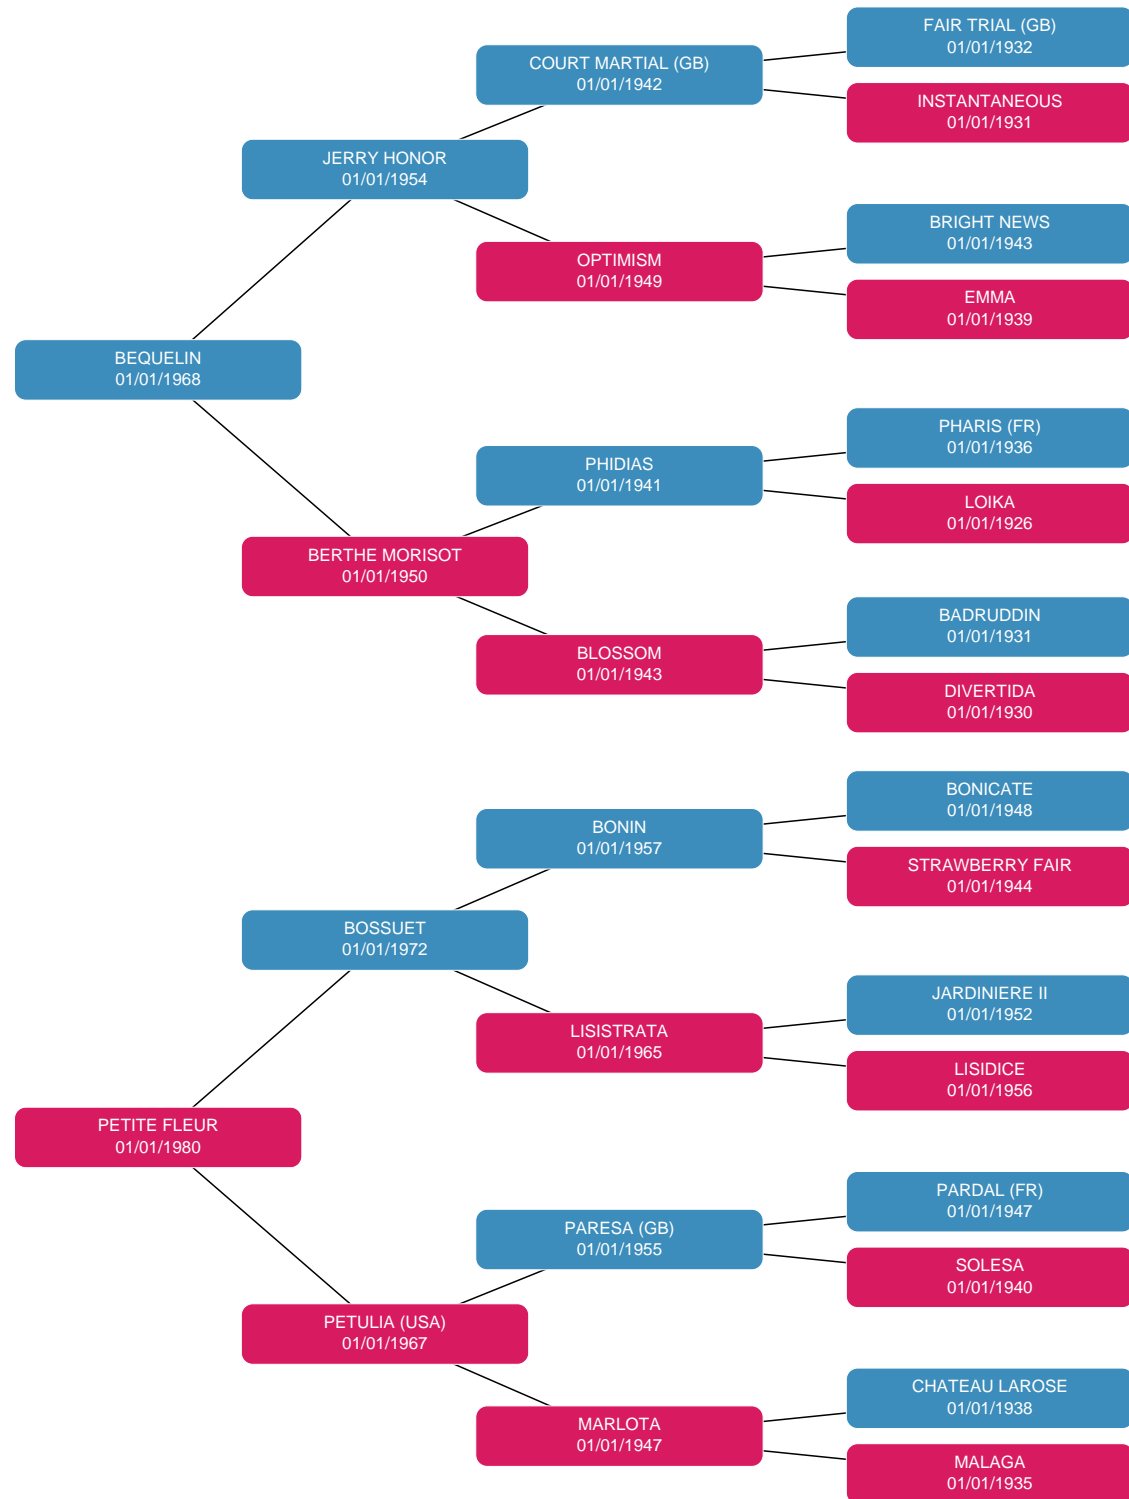 FAIR TRIAL (GB)
01/01/1932
COURT MARTIAL (GB)
01/01/1942
INSTANTANEOUS
01/01/1931
JERRY HONOR
01/01/1954
BRIGHT NEWS
01/01/1943
OPTIMISM
01/01/1949
EMMA
01/01/1939
BEQUELIN
01/01/1968
PHARIS (FR)
01/01/1936
PHIDIAS
01/01/1941
LOIKA
01/01/1926
BERTHE MORISOT
01/01/1950
BADRUDDIN
01/01/1931
BLOSSOM
01/01/1943
DIVERTIDA
01/01/1930
BONICATE
01/01/1948
BONIN
01/01/1957
STRAWBERRY FAIR
01/01/1944
BOSSUET
01/01/1972
JARDINIERE II
01/01/1952
LISISTRATA
01/01/1965
LISIDICE
01/01/1956
PETITE FLEUR
01/01/1980
PARDAL (FR)
01/01/1947
PARESA (GB)
01/01/1955
SOLESA
01/01/1940
PETULIA (USA)
01/01/1967
CHATEAU LAROSE
01/01/1938
MARLOTA
01/01/1947
MALAGA
01/01/1935